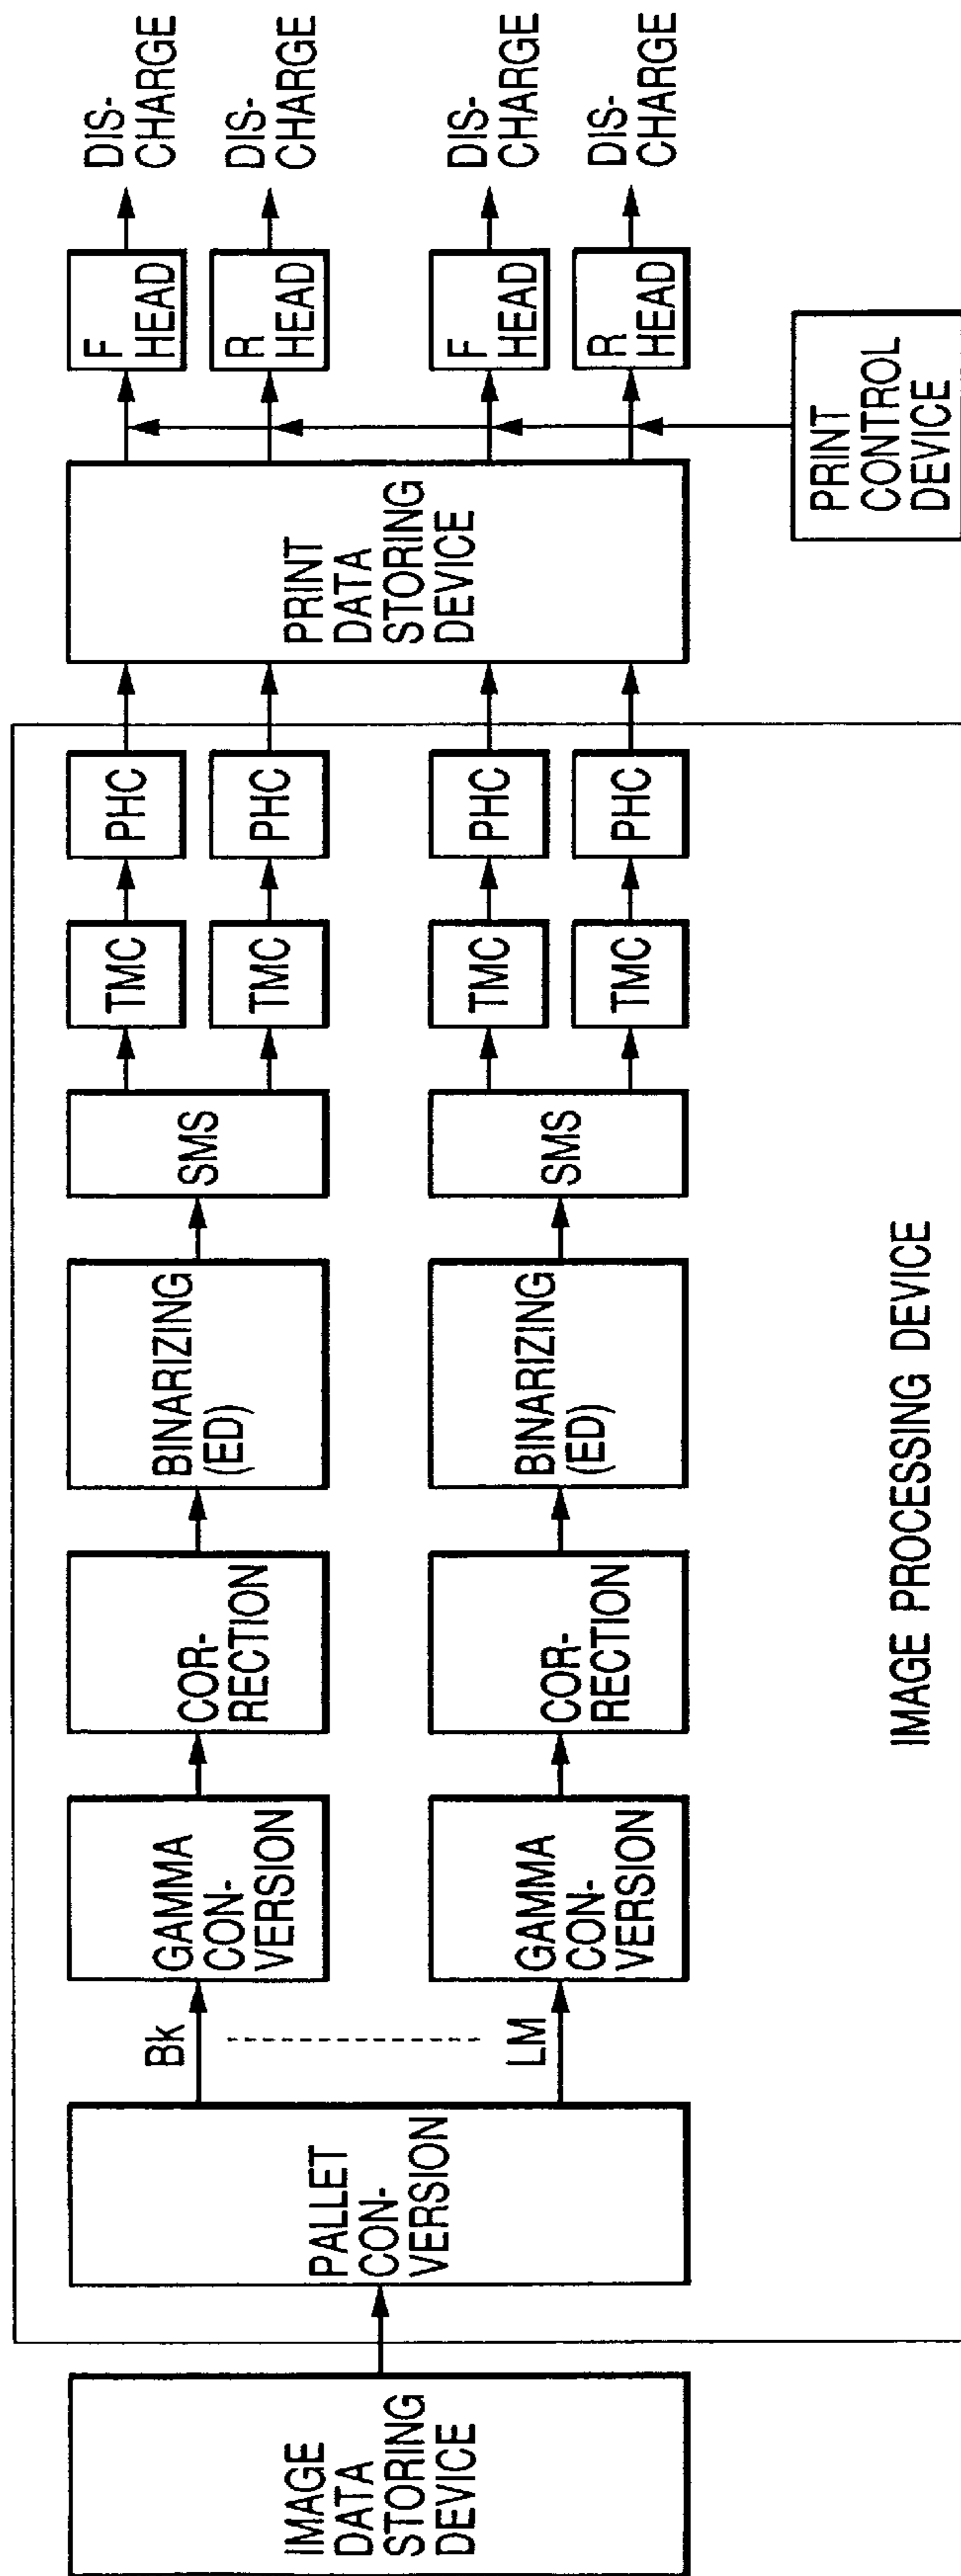 IMAGE
DATA
STORING
DEVICE
PALLET
CON-
VERSION
Bk
LM
GAMMA
CON-
VERSION
GAMMA
CON-
VERSION
COR-
RECTION
COR-
RECTION
BINARIZING
(ED)
BINARIZING
(ED)
SMS
SMS
TMC
TMC
TMC
TMC
PHC
PHC
PHC
PHC
IMAGE PROCESSING DEVICE
PRINT
DATA
STORING
DEVICE
PRINT
CONTROL
DEVICE
F
HEAD
R
HEAD
F
HEAD
R
HEAD
DIS-
CHARGE
DIS-
CHARGE
DIS-
CHARGE
DIS-
CHARGE